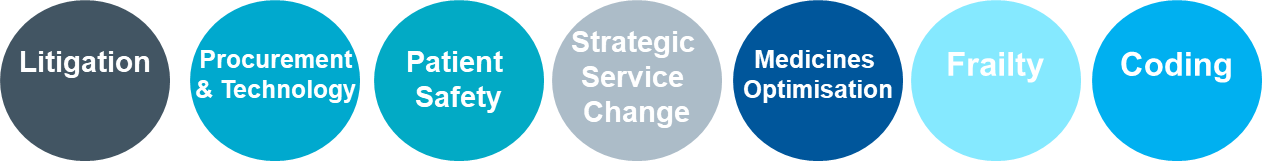 Litigation
Procurement
& Technology
Patient
Safety
Strategic
Service
Change
Medicines
Optimisation
Frailty
Coding